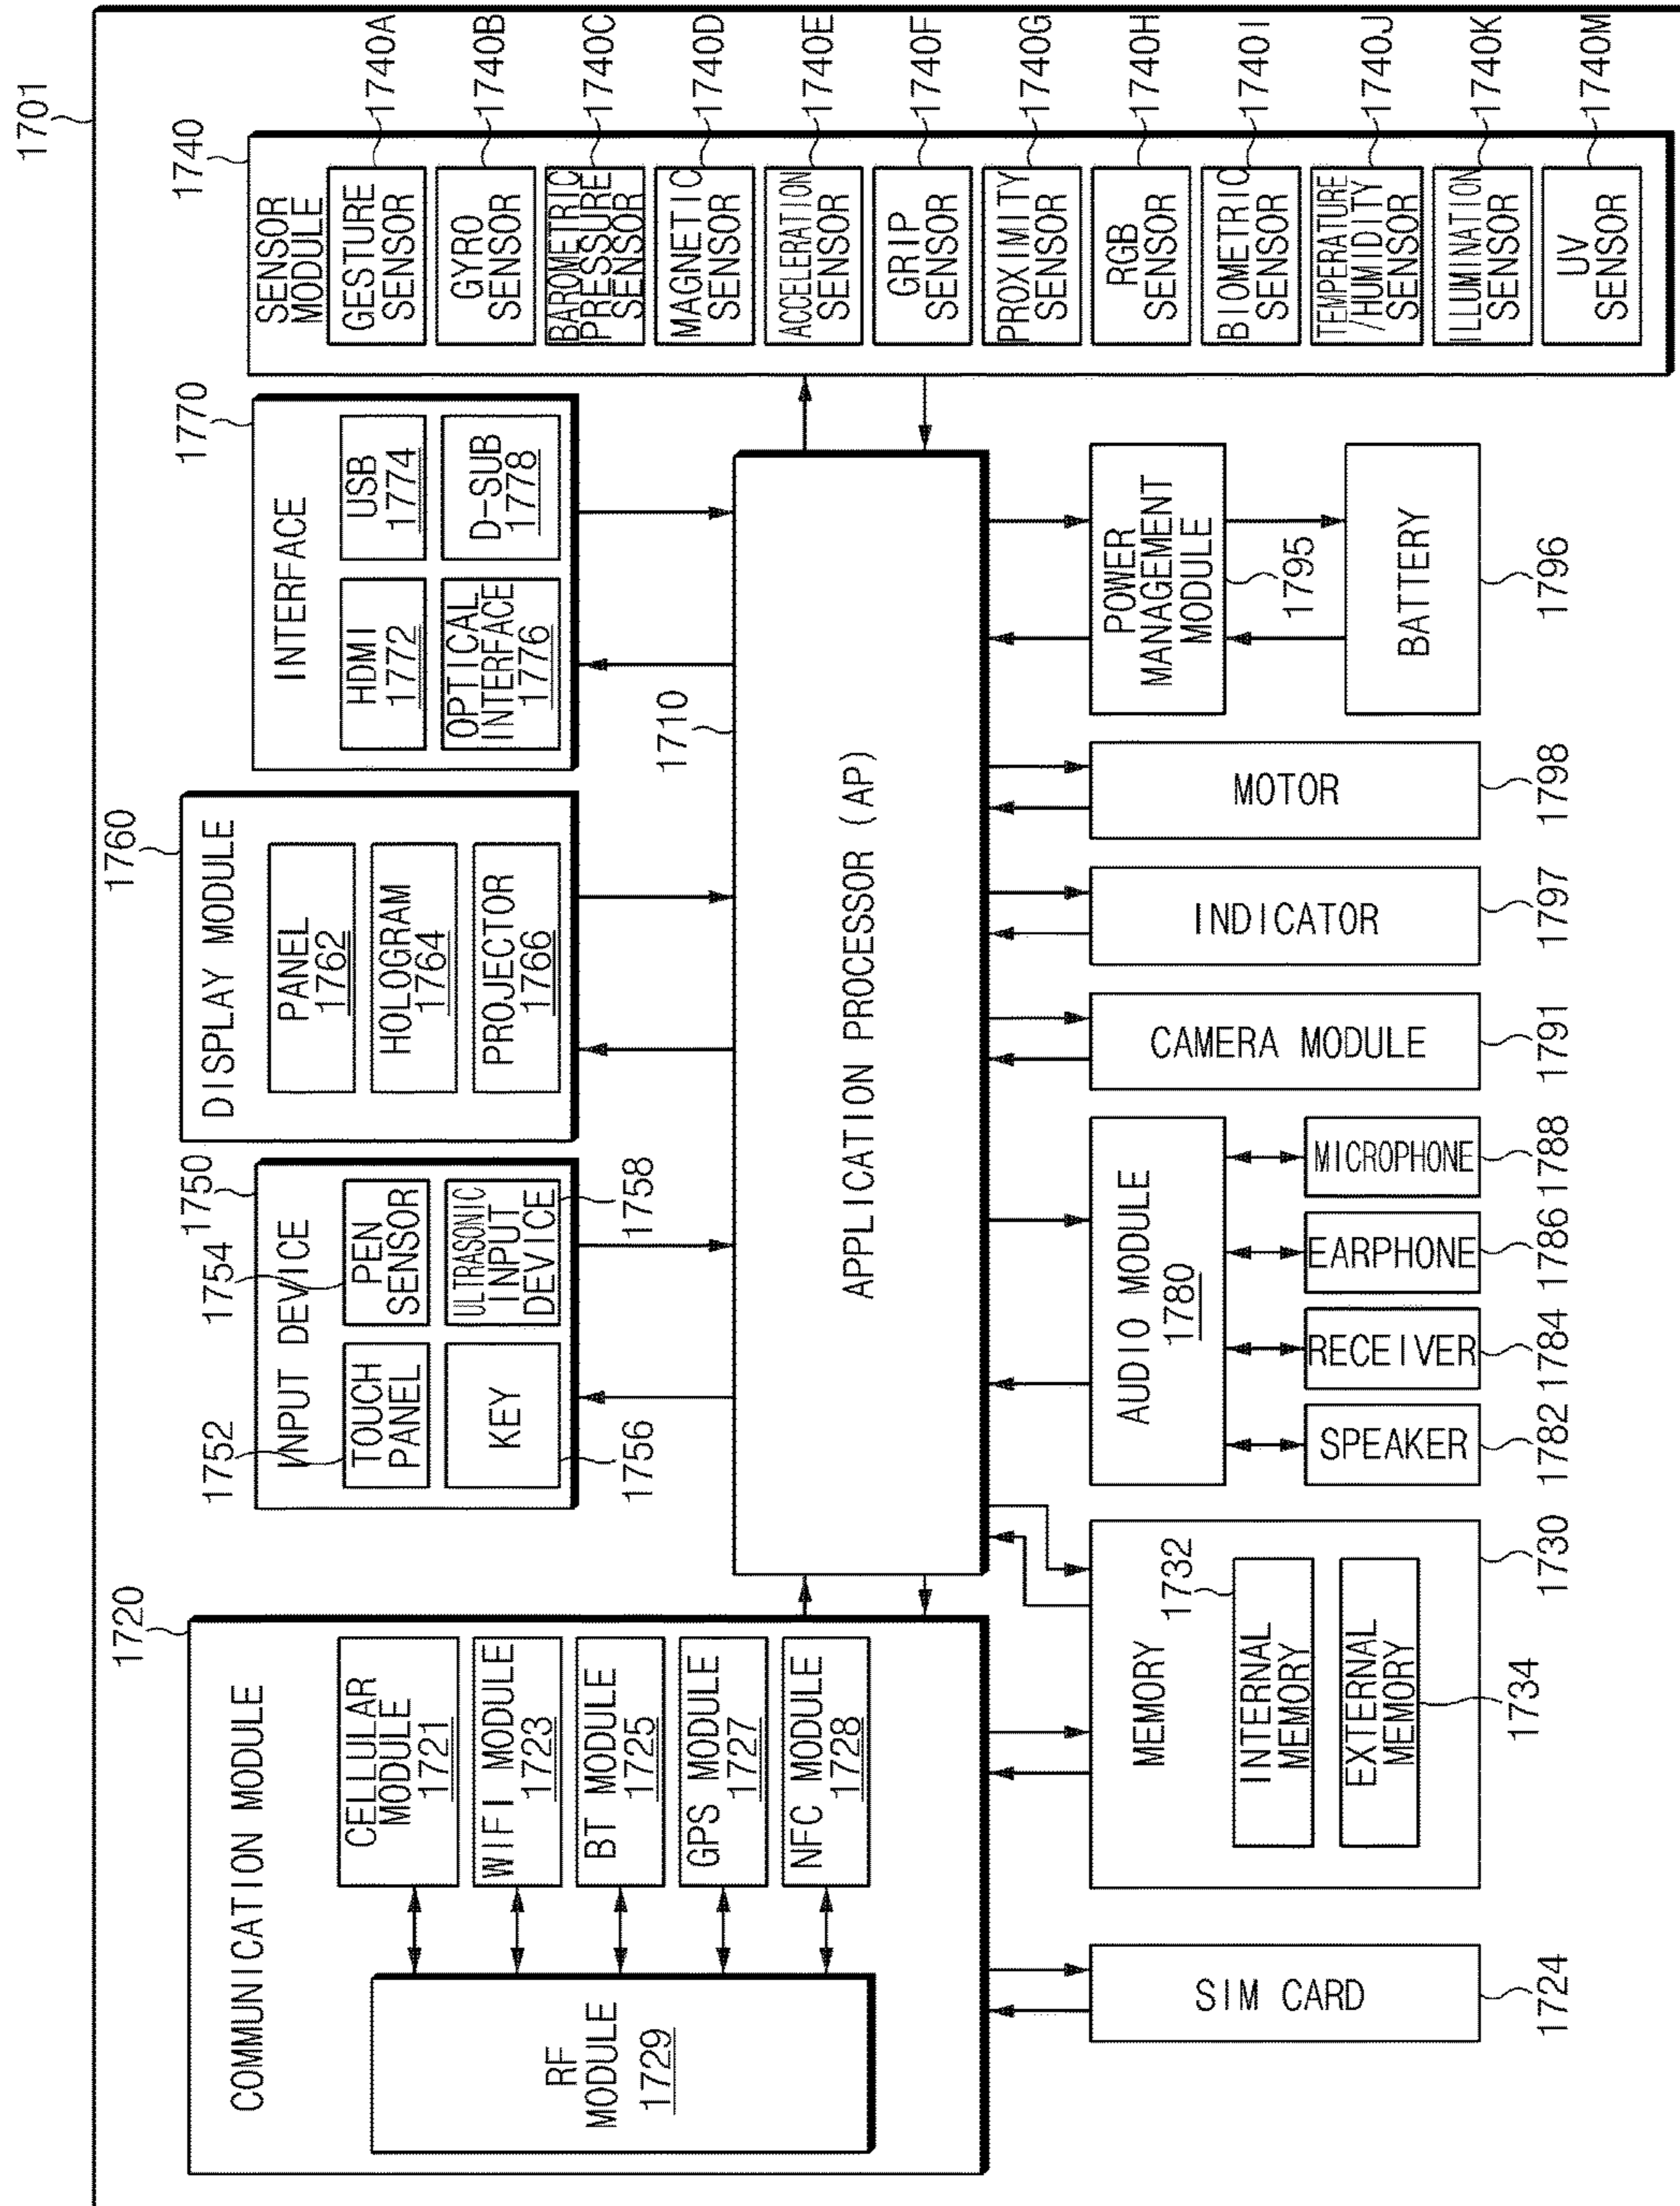 1701
1720
COMMUNICATION MODULE
RF
MODULE
1729
CELLULAR
MODULE
1721
WIFI MODULE
1723
BT MODULE
1725
GPS MODULE
1727
NFC MODULE
1728
1750
INPUT DEVICE
1752
TOUCH
PANEL
1754
PEN
SENSOR
KEY
1756
ULTRASONIC
INPUT
DEVICE
1758
1760
DISPLAY MODULE
PANEL
1762
HOLOGRAM
1764
PROJECTOR
1766
1770
INTERFACE
HDMI
1772
USB
1774
OPTICAL
INTERFACE
1776
D-SUB
1778
1740
SENSOR
MODULE
GESTURE
SENSOR
1740A
GYRO
SENSOR
1740B
BAROMETRIC
PRESSURE
SENSOR
1740C
MAGNETIC
SENSOR
1740D
ACCELERATION
SENSOR
1740E
GRIP
SENSOR
1740F
PROXIMITY
SENSOR
1740G
RGB
SENSOR
1740H
BIOMETRIC
SENSOR
1740I
TEMPERATURE
/HUMIDITY
SENSOR
1740J
ILLUMINATION
SENSOR
1740K
UV
SENSOR
1740M
1710
APPLICATION PROCESSOR (AP)
SIM CARD
1724
MEMORY
1732
INTERNAL
MEMORY
EXTERNAL
MEMORY
1734
1730
AUDIO MODULE
1780
SPEAKER
1782
RECEIVER
1784
EARPHONE
1786
MICROPHONE
1788
CAMERA MODULE
1791
INDICATOR
1797
MOTOR
1798
POWER
MANAGEMENT
MODULE
1795
BATTERY
1796